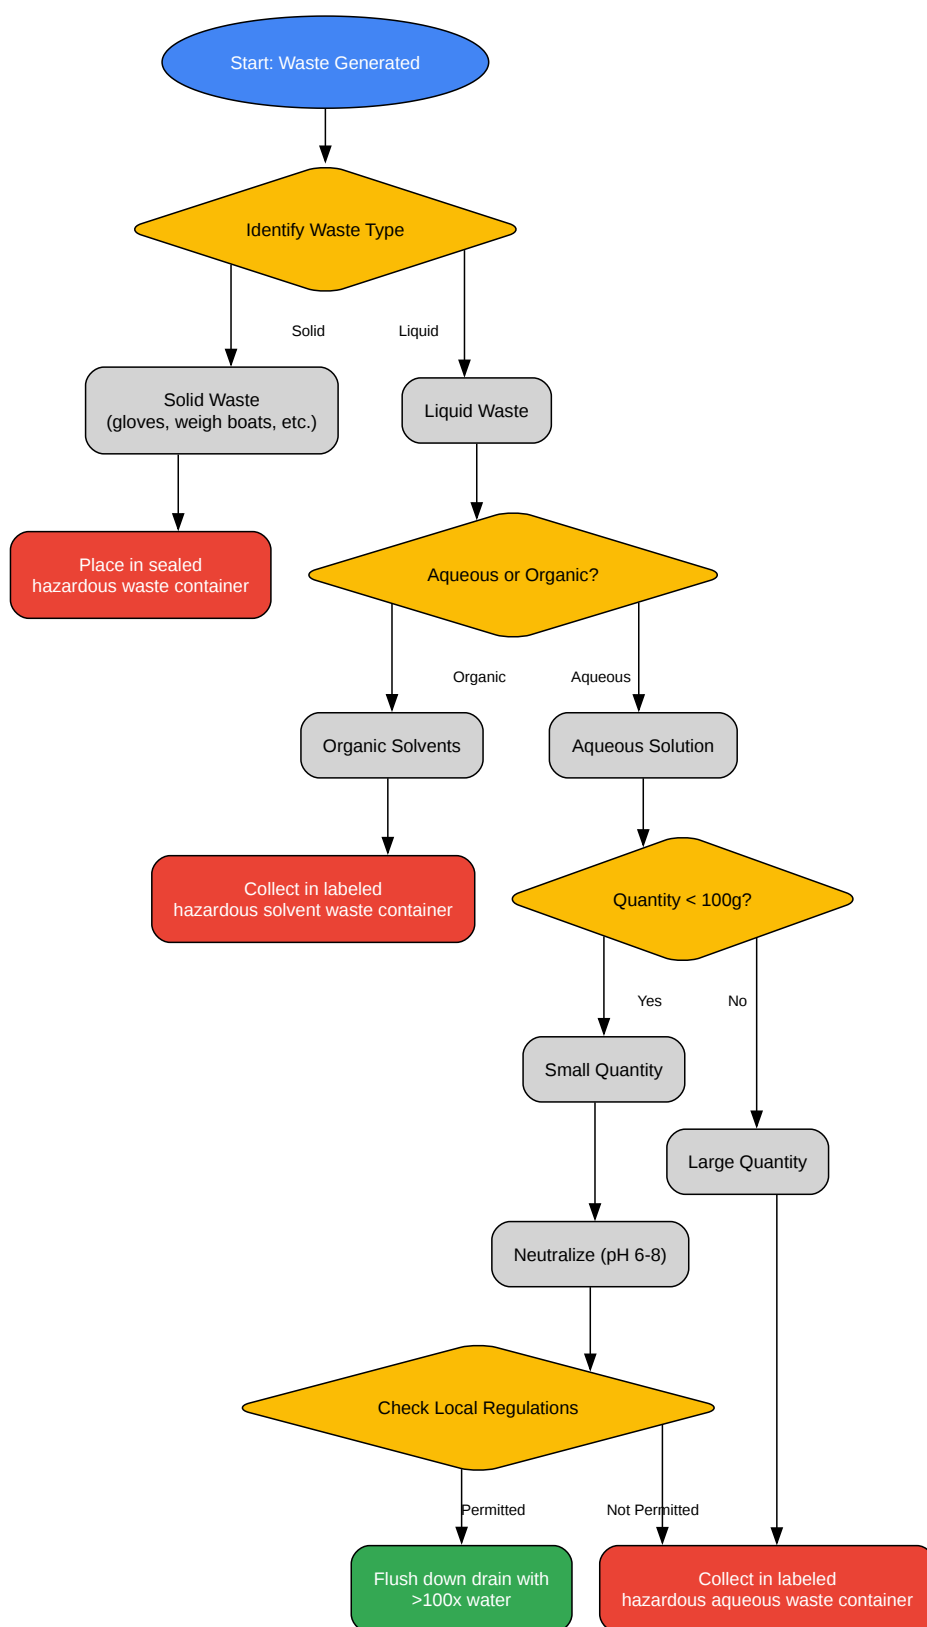 Start: Waste Generated
Identify Waste Type
Solid
Liquid
Solid Waste
(gloves, weigh boats, etc.)
Liquid Waste
Place in sealed
hazardous waste container
Aqueous or Organic?
Organic
Aqueous
Organic Solvents
Aqueous Solution
Collect in labeled
hazardous solvent waste container
Quantity < 100g?
Yes
No
Small Quantity
Large Quantity
Neutralize (pH 6-8)
Check Local Regulations
Permitted
Not Permitted
Flush down drain with
>100x water
Collect in labeled
hazardous aqueous waste container